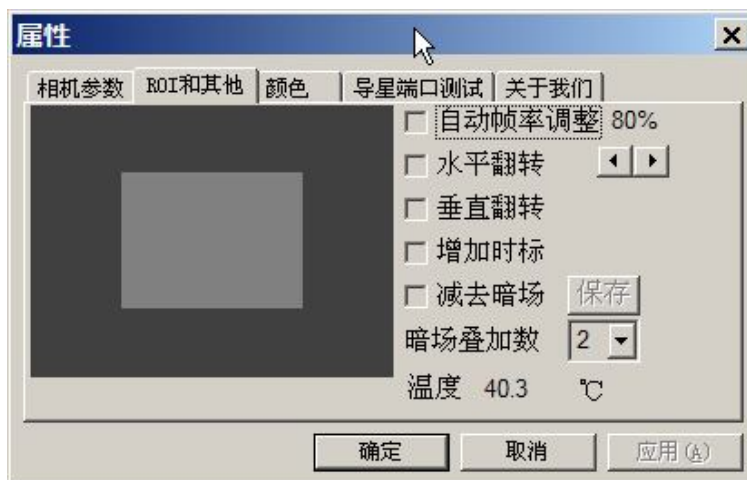 属性
相机参数 ROI和其他 颜色 导星端口测试 关于我们
自动帧率调整 80%
水平翻转
垂直翻转
增加时标
减去暗场 保存
暗场叠加数 2
温度 40.3 ℃
确定 取消 应用(A)